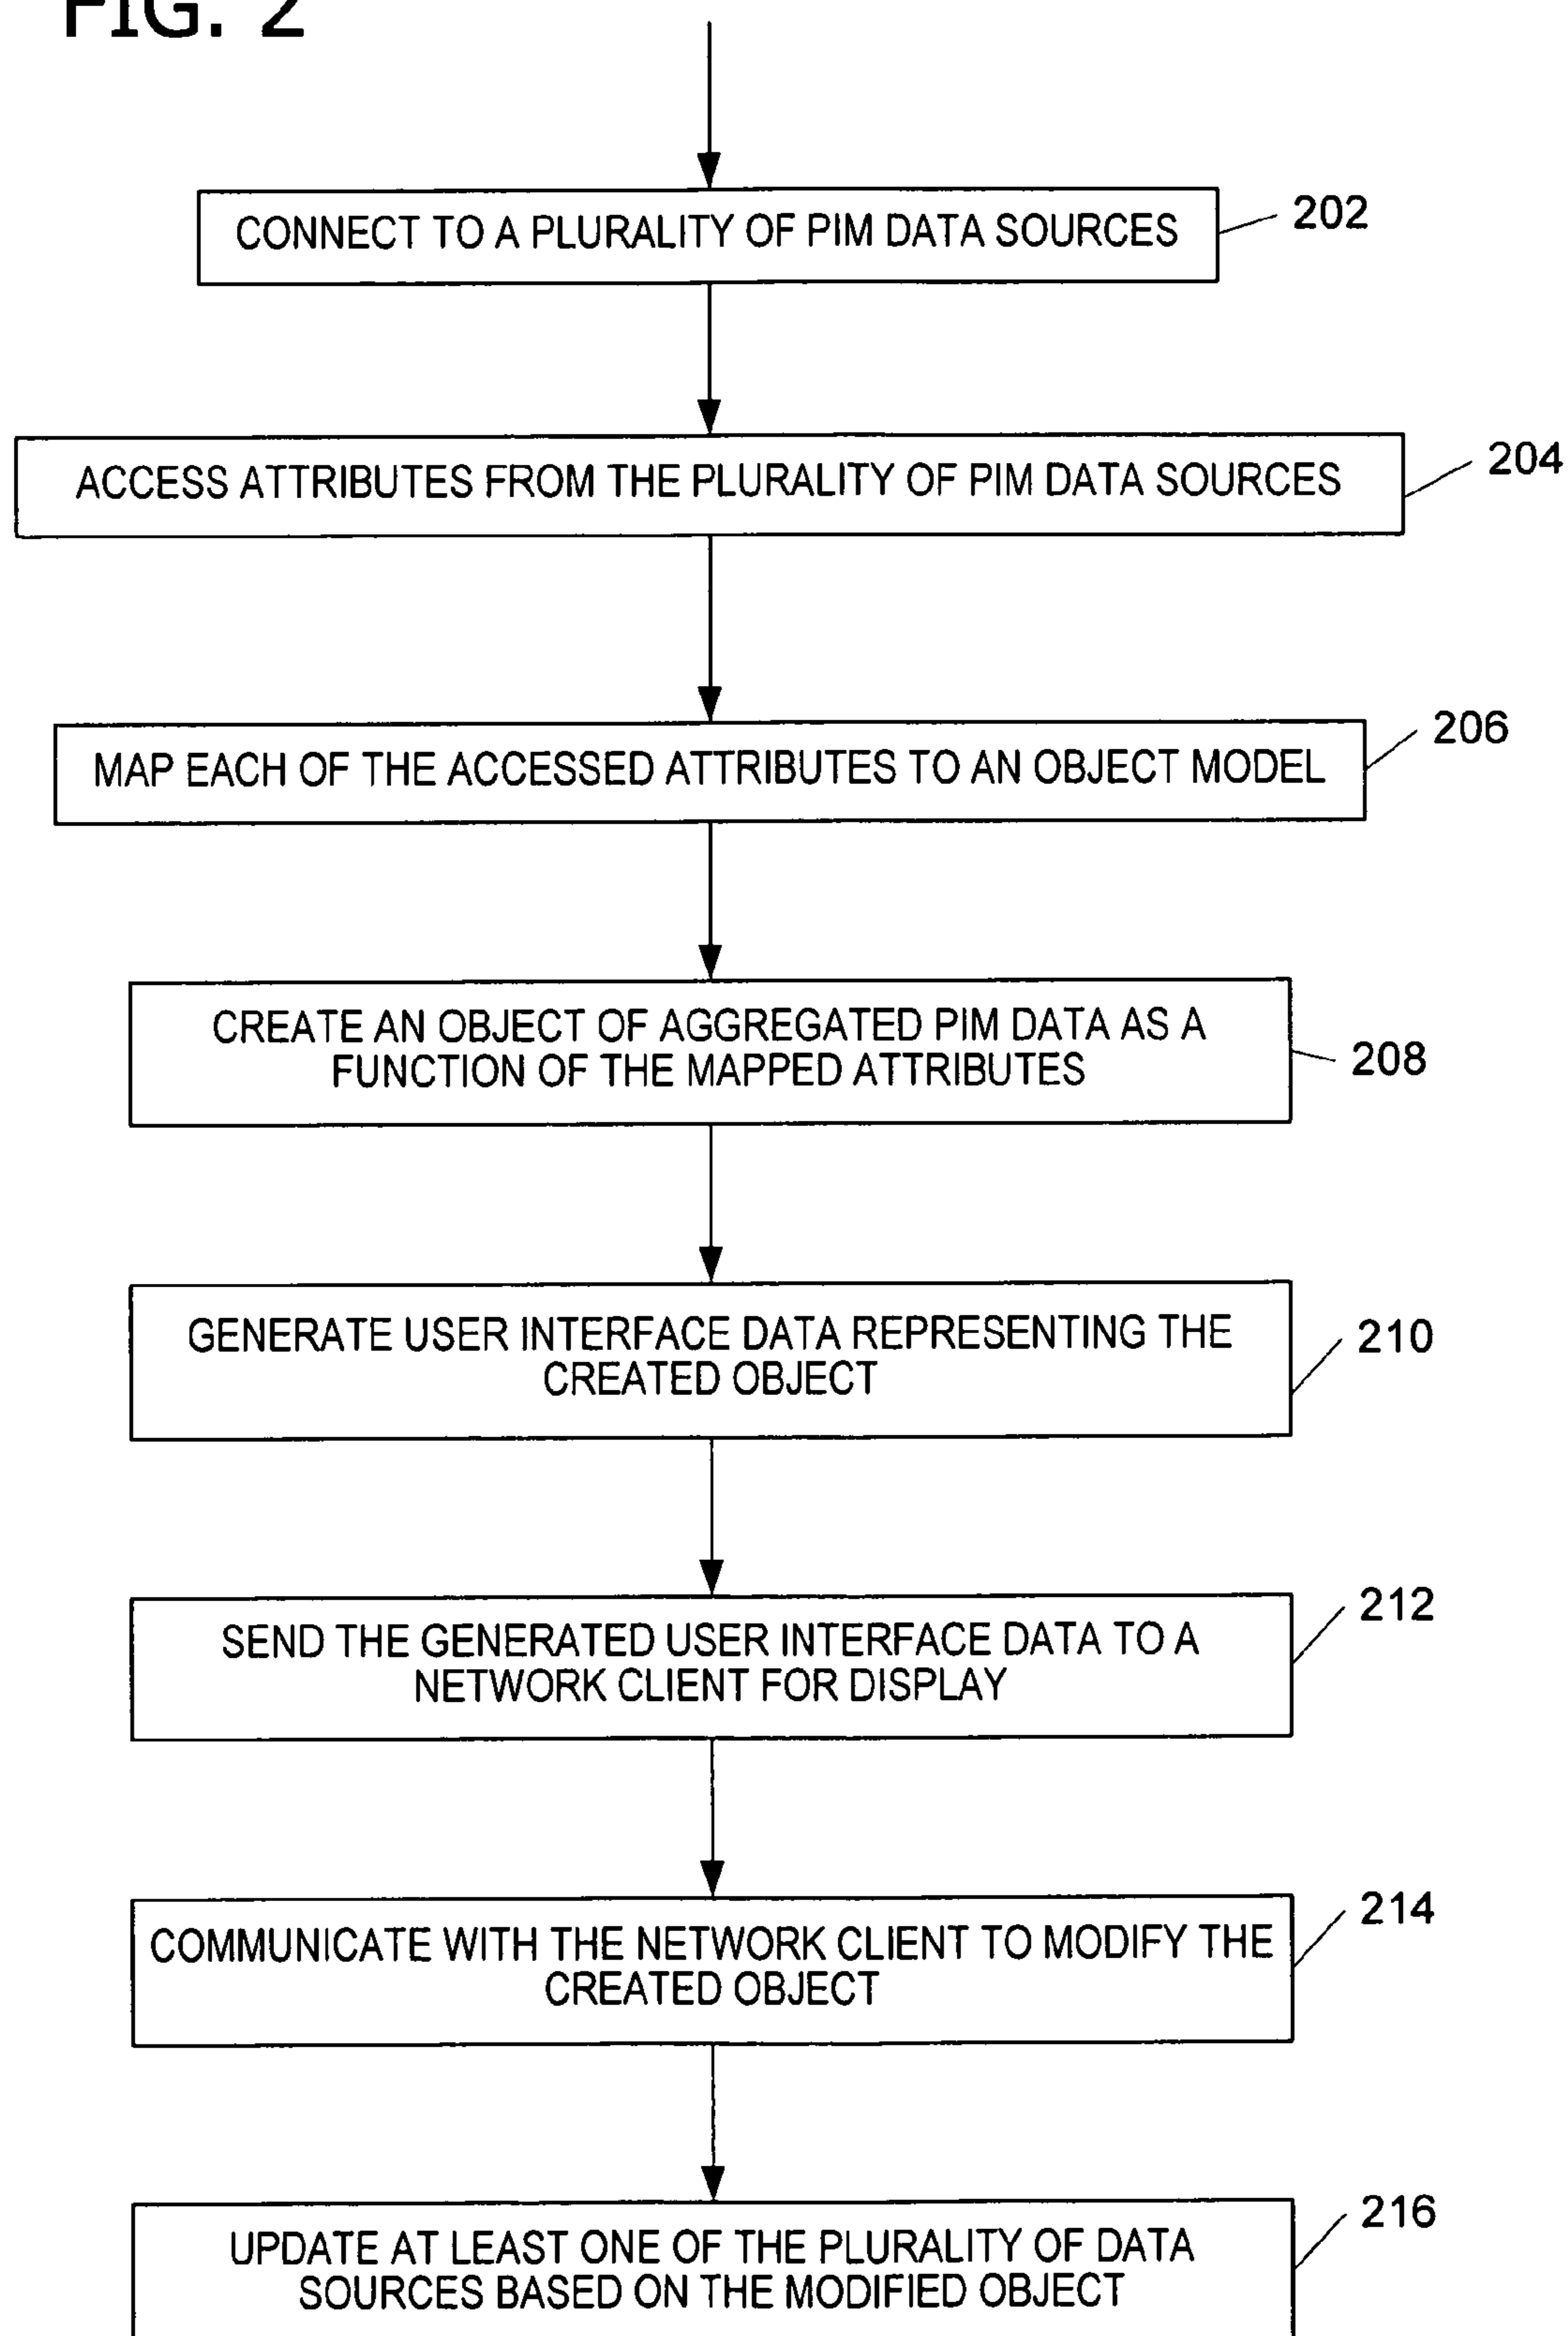 FIG. 2
CONNECT TO A PLURALITY OF PIM DATA SOURCES
202
ACCESS ATTRIBUTES FROM THE PLURALITY OF PIM DATA SOURCES
204
MAP EACH OF THE ACCESSED ATTRIBUTES TO AN OBJECT MODEL
206
CREATE AN OBJECT OF AGGREGATED PIM DATA AS A
FUNCTION OF THE MAPPED ATTRIBUTES
208
GENERATE USER INTERFACE DATA REPRESENTING THE
CREATED OBJECT
210
SEND THE GENERATED USER INTERFACE DATA TO A
NETWORK CLIENT FOR DISPLAY
212
COMMUNICATE WITH THE NETWORK CLIENT TO MODIFY THE
CREATED OBJECT
214
UPDATE AT LEAST ONE OF THE PLURALITY OF DATA
SOURCES BASED ON THE MODIFIED OBJECT
216